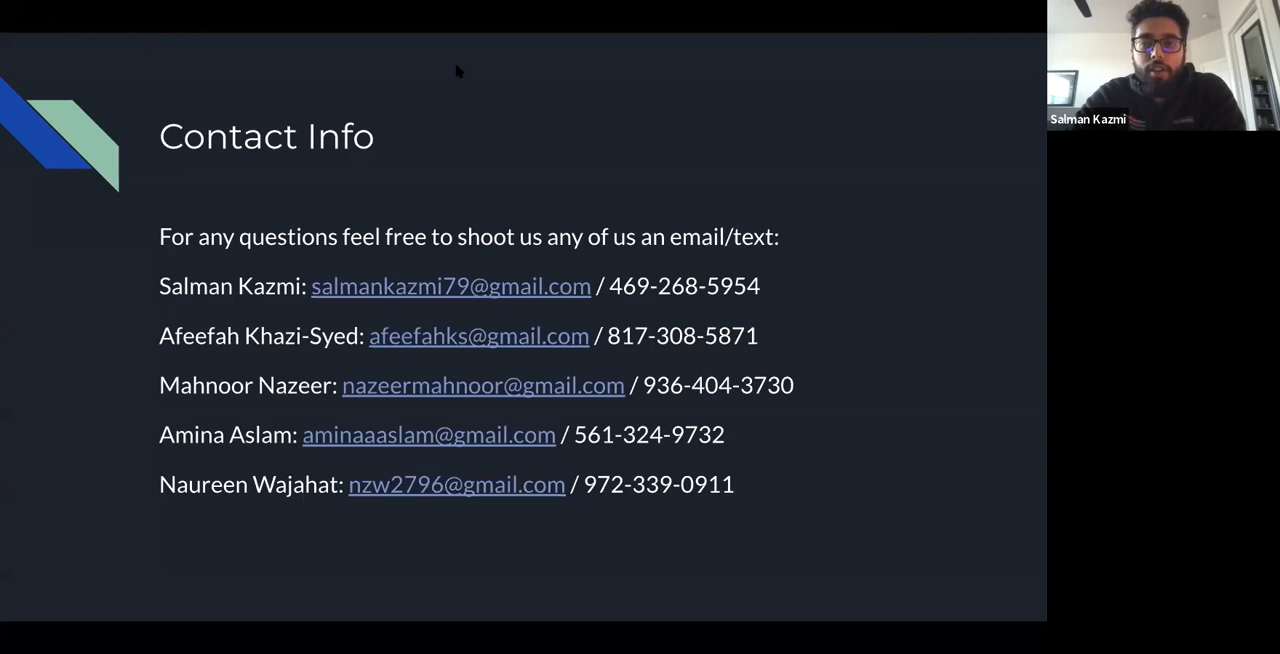 Contact Info
For any questions feel free to shoot us any of us an email/text:
Salman Kazmi: salmankazmi79@gmail.com / 469-268-5954
Afeefah Khazi-Syed: afeefahks@gmail.com / 817-308-5871
Mahnoor Nazeer: nazeermahnoor@gmail.com / 936-404-3730
Amina Aslam: aminaaaslam@gmail.com / 561-324-9732
Naureen Wajahat: nzw2796@gmail.com / 972-339-0911
Salman Kazmi